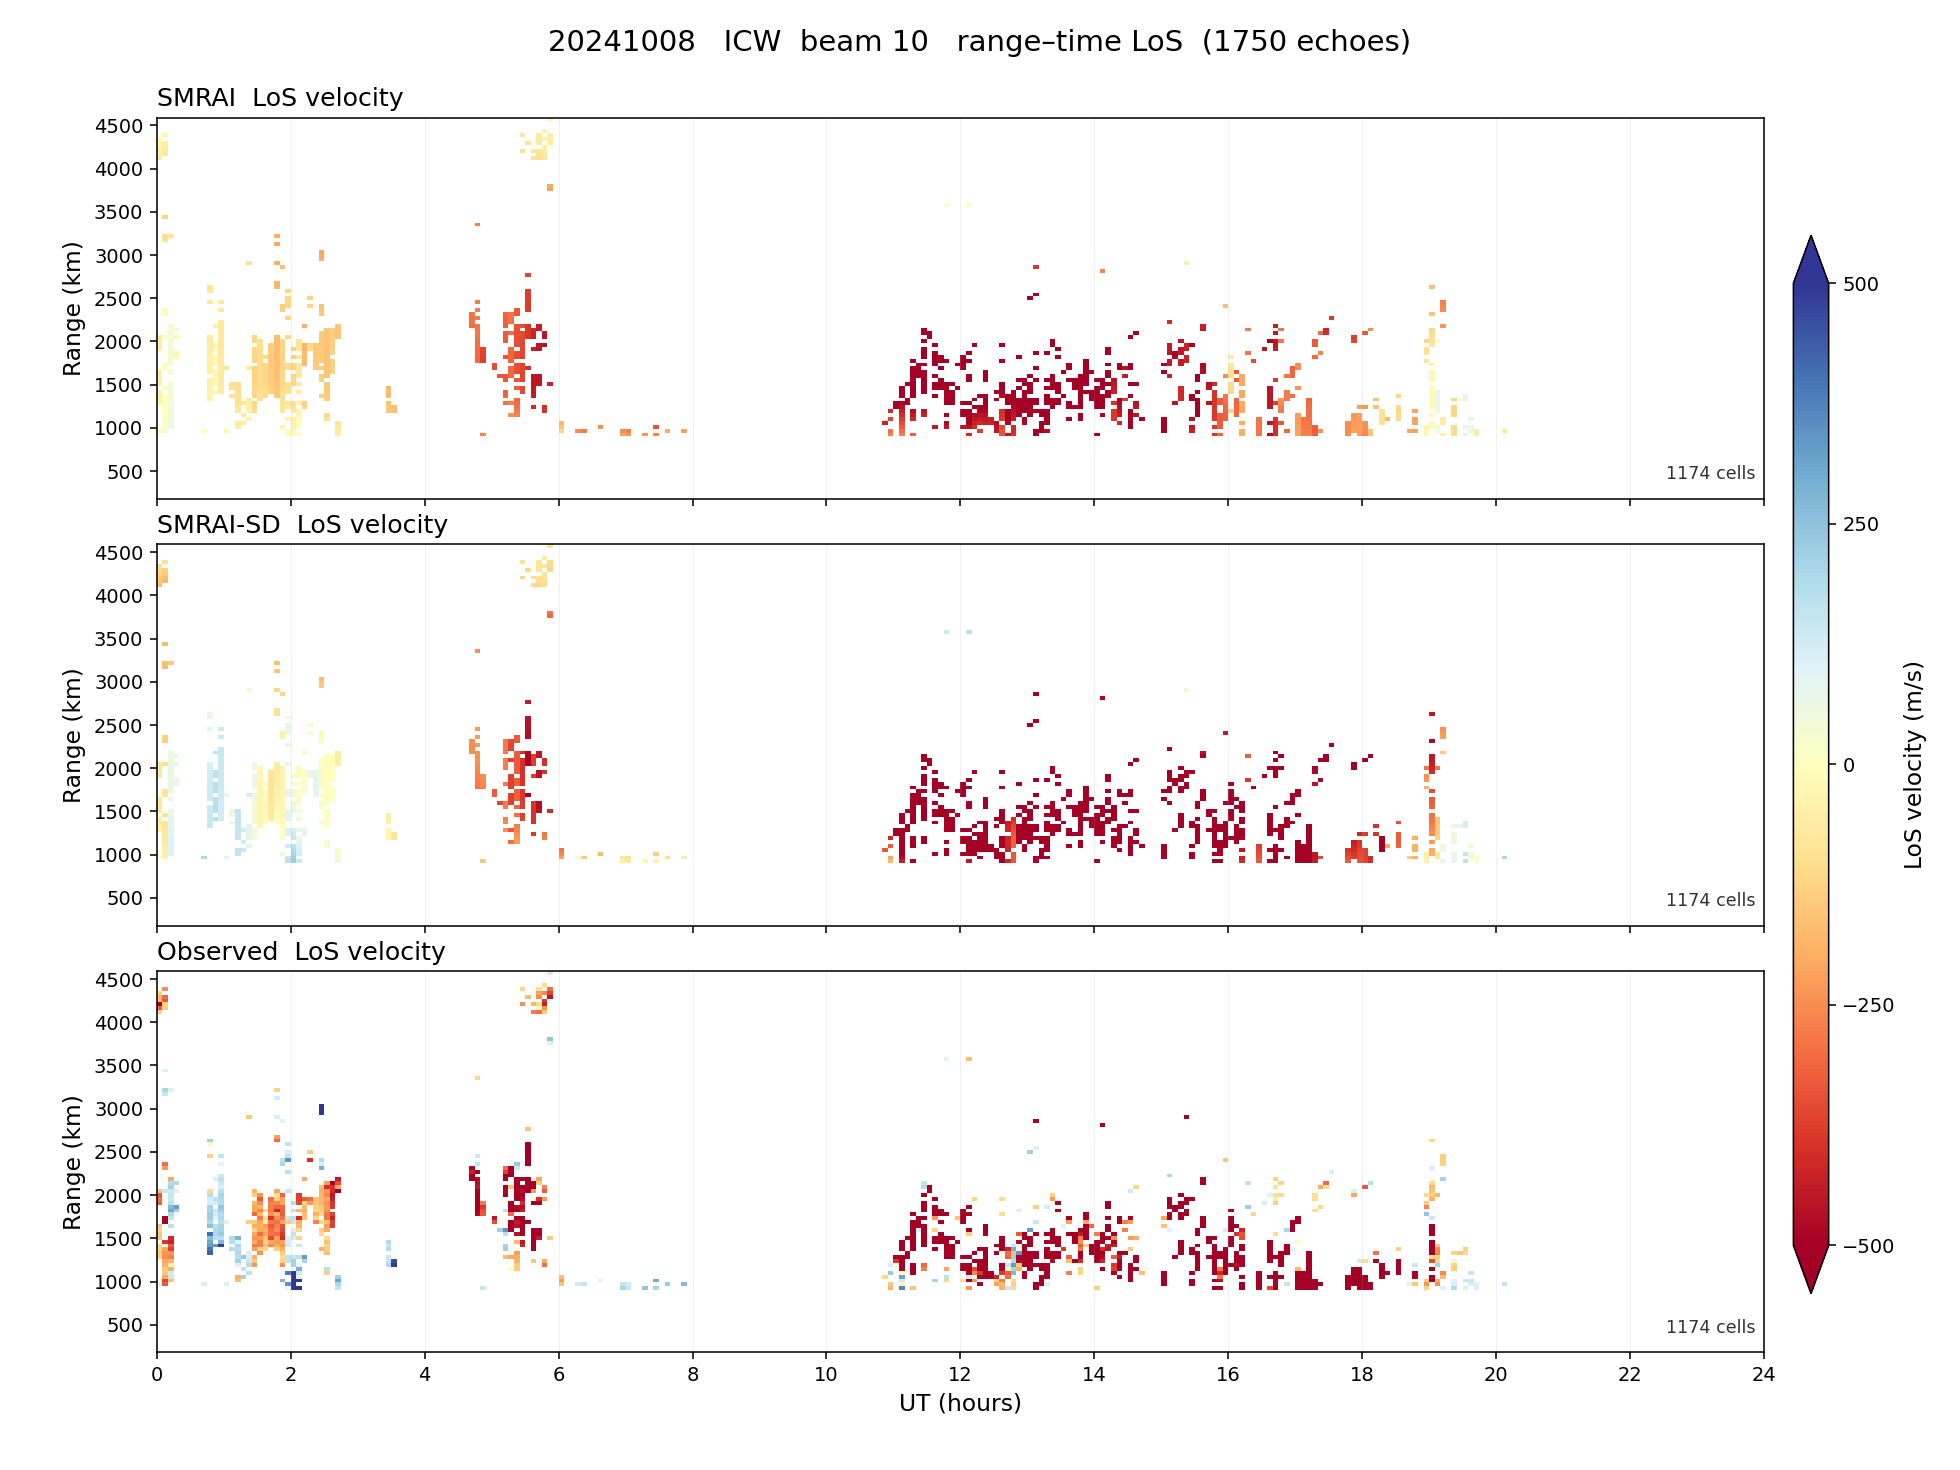 20241008   ICW  beam 10   range–time LoS  (1750 echoes)
SMRAI  LoS velocity
4500
4000
3500
3000
2500
2000
1500
1000
500
Range (km)
1174 cells
SMRAI-SD  LoS velocity
4500
4000
3500
3000
2500
2000
1500
1000
500
Range (km)
1174 cells
Observed  LoS velocity
4500
4000
3500
3000
2500
2000
1500
1000
500
Range (km)
1174 cells
0 2 4 6 8 10 12 14 16 18 20 22 24
UT (hours)
500
250
0
−250
−500
LoS velocity (m/s)